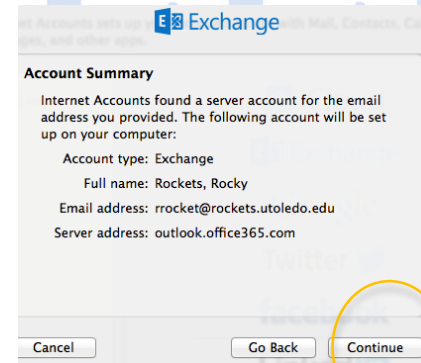 Exchange
Account Summary
Internet Accounts found a server account for the email
address you provided. The following account will be set
up on your computer:
Account type: Exchange
Full name: Rockets, Rocky
Email address: rrocket@rockets.utoledo.edu
Server address: outlook.office365.com
Twitter
facebook
Cancel
Go Back
Continue